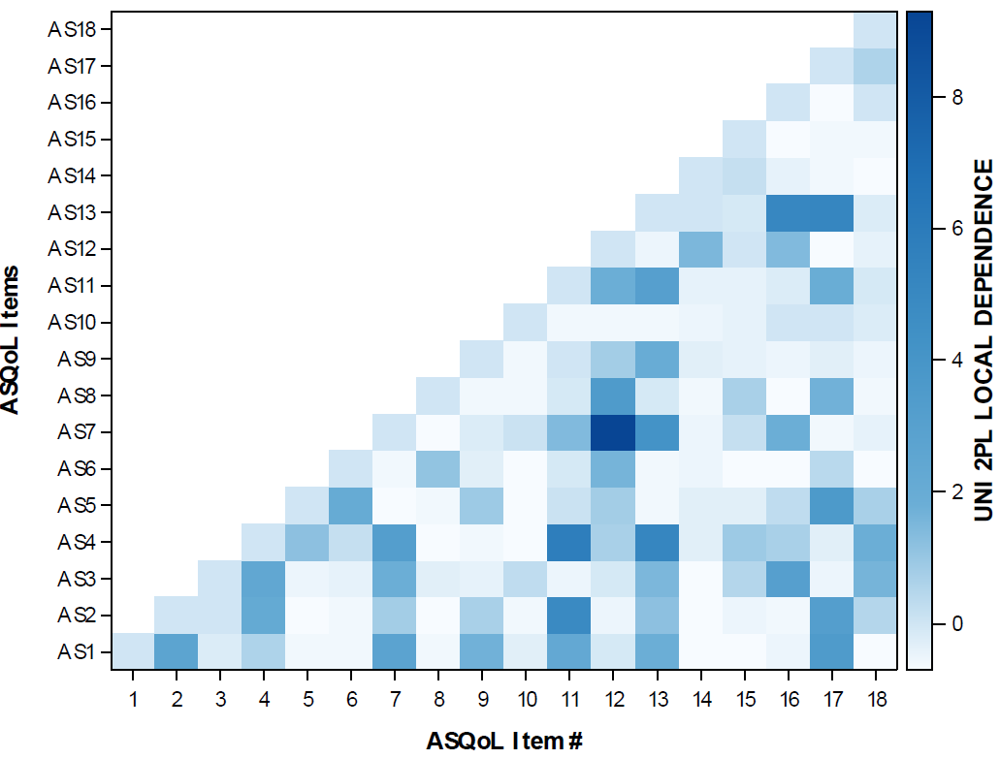 AS18
AS17
AS16
AS15
AS14
AS13
AS12
AS11
AS10
AS9
AS8
AS7
AS6
AS5
AS4
AS3
AS2
AS1
ASQoL Items
1 2 3 4 5 6 7 8 9 10 11 12 13 14 15 16 17 18
ASQoL Item #
8
6
4
2
0
UNI 2PL LOCAL DEPENDENCE